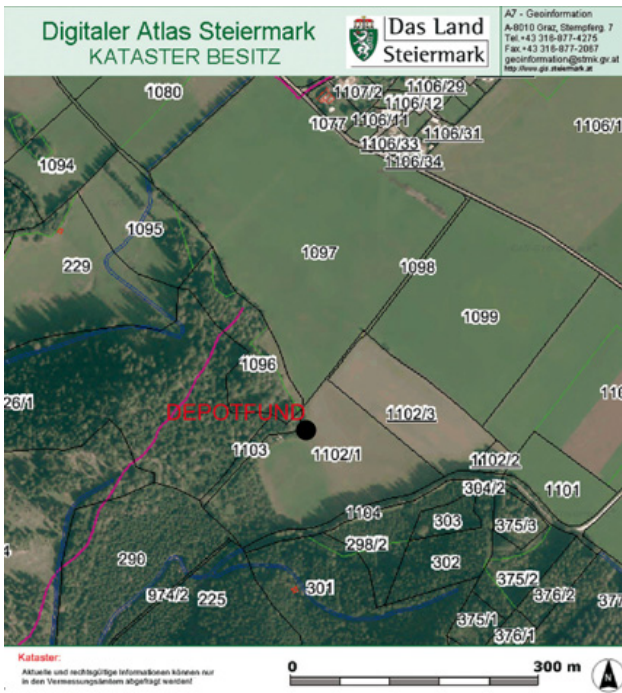 Digitaler Atlas Steiermark
KATASTER BESITZ
Das Land
Steiermark
A7 - Geoinformation
A-8010 Graz, Stempferg. 7
Tel.+43 316-877-4275
Fax.+43 316-877-2067
geoinformation@stmk.gv.at
http://www.gis.steiermark.at
1080
1107/2
1106/29
1106/12
1077
1106/11
1106/31
1106/1
1106/33
1106/34
1094
1095
229
1097
1098
1099
1096
26/1
DEPOTFUND
1102/3
110
1103
1102/1
1102/2
304/2
1101
1104
303
375/3
298/2
290
302
974/2
225
301
375/2
376/2
377
375/1
376/1
4
Kataster:
Aktuelle und rechtsgültige Informationen können nur
in den Vermessungsämtern abgefragt werden!
0
300 m
N